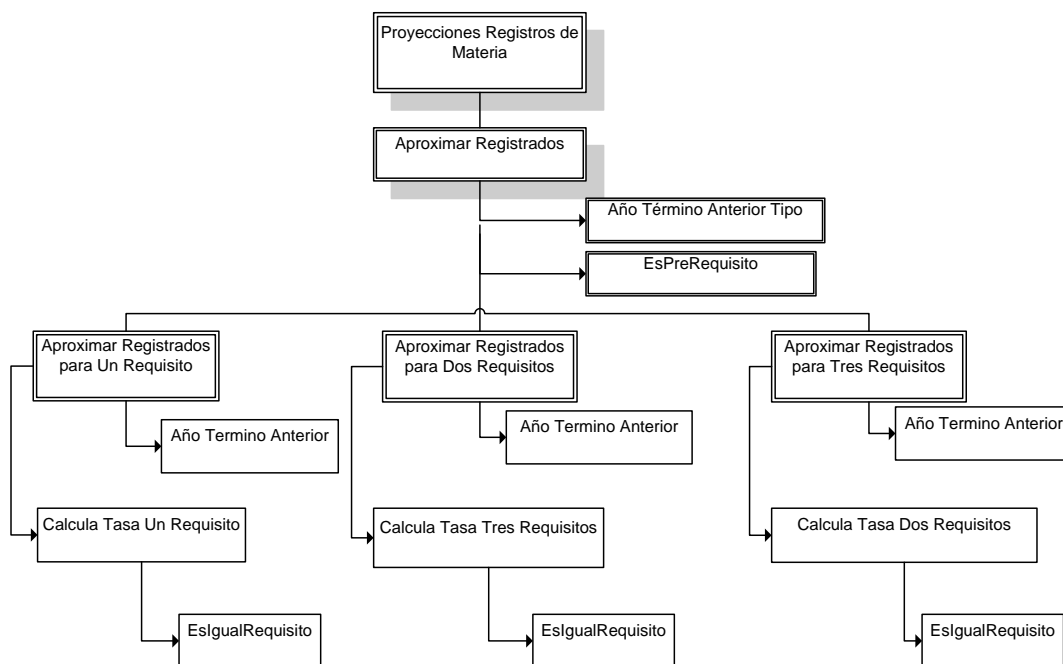 Proyecciones Registros de
Materia
Aproximar Registrados
Año Término Anterior Tipo
EsPreRequisito
Aproximar Registrados
para Un Requisito
Aproximar Registrados
para Dos Requisitos
Aproximar Registrados
para Tres Requisitos
Año Termino Anterior
Año Termino Anterior
Año Termino Anterior
Calcula Tasa Un Requisito
Calcula Tasa Tres Requisitos
Calcula Tasa Dos Requisitos
EsIgualRequisito
EsIgualRequisito
EsIgualRequisito